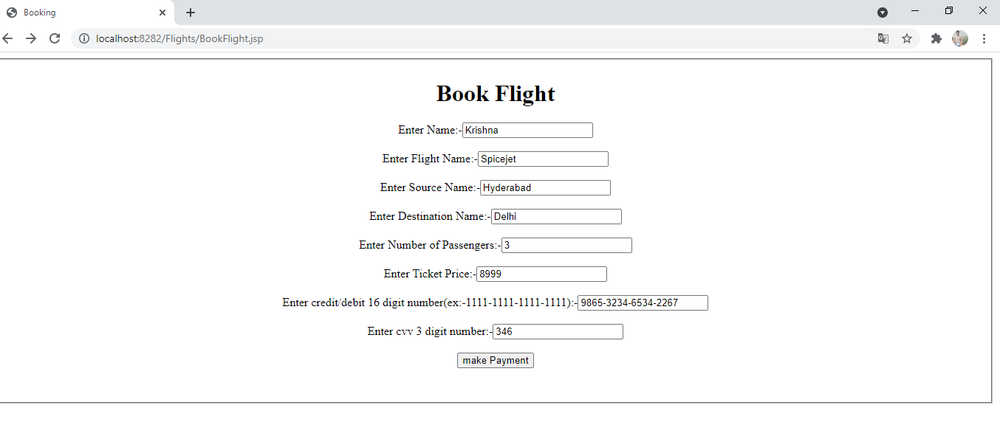 Booking
localhost:8282/Flights/BookFlight.jsp
Book Flight
Enter Name:-Krishna
Enter Flight Name:-Spicejet
Enter Source Name:-Hyderabad
Enter Destination Name:-Delhi
Enter Number of Passengers:-3
Enter Ticket Price:-8999
Enter credit/debit 16 digit number(ex:-1111-1111-1111-1111):-9865-3234-6534-2267
Enter cvv 3 digit number:-346
make Payment